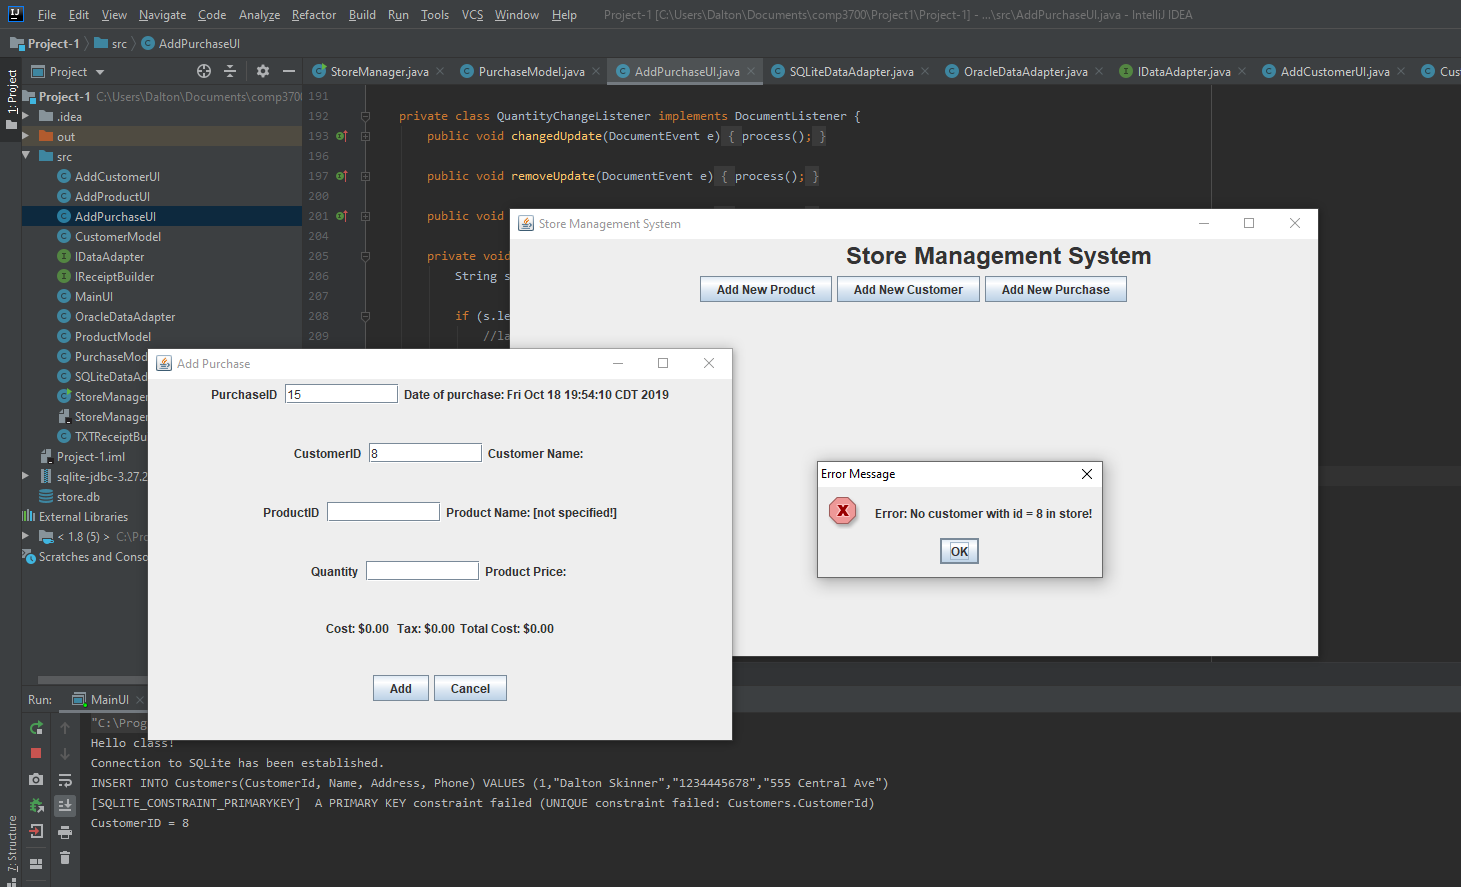 File Edit View Navigate Code Analyze Refactor Build Run Tools VCS Window Help Project-1 [C:\Users\Dalton\Documents\comp3700\Project1\Project-1] - ...\src\AddPurchaseUI.java - IntelliJ IDEA
Project-1 src AddPurchaseUI
1: Project
Project
StoreManager.java PurchaseModel.java AddPurchaseUI.java SQLiteDataAdapter.java OracleDataAdapter.java IDataAdapter.java AddCustomerUI.java Cus
Project-1 C:\Users\Dalton\Documents\comp3700
.idea
out
src
AddCustomerUI
AddProductUI
AddPurchaseUI
CustomerModel
IDataAdapter
IReceiptBuilder
MainUI
OracleDataAdapter
ProductModel
PurchaseMod
SQLiteDataAd
StoreManager
StoreManager
TXTReceiptBu
Project-1.iml
sqlite-jdbc-3.27.2
store.db
External Libraries
< 1.8 (5) > C:\Pro
Scratches and Conso
191
192 private class QuantityChangeListener implements DocumentListener {
193 public void changedUpdate(DocumentEvent e) { process(); }
196
197 public void removeUpdate(DocumentEvent e) { process(); }
200
201 public void
204
205 private void
206 String s
207
208 if (s.le
209 //la
Store Management System
Store Management System
Add New Product Add New Customer Add New Purchase
Add Purchase
PurchaseID 15 Date of purchase: Fri Oct 18 19:54:10 CDT 2019
CustomerID 8 Customer Name:
ProductID Product Name: [not specified!]
Quantity Product Price:
Cost: $0.00 Tax: $0.00 Total Cost: $0.00
Add Cancel
Error Message
Error: No customer with id = 8 in store!
OK
Run: MainUI
"C:\Prog
Hello class!
Connection to SQLite has been established.
INSERT INTO Customers(CustomerId, Name, Address, Phone) VALUES (1,"Dalton Skinner","1234445678","555 Central Ave")
[SQLITE_CONSTRAINT_PRIMARYKEY] A PRIMARY KEY constraint failed (UNIQUE constraint failed: Customers.CustomerId)
CustomerID = 8
7: Structure